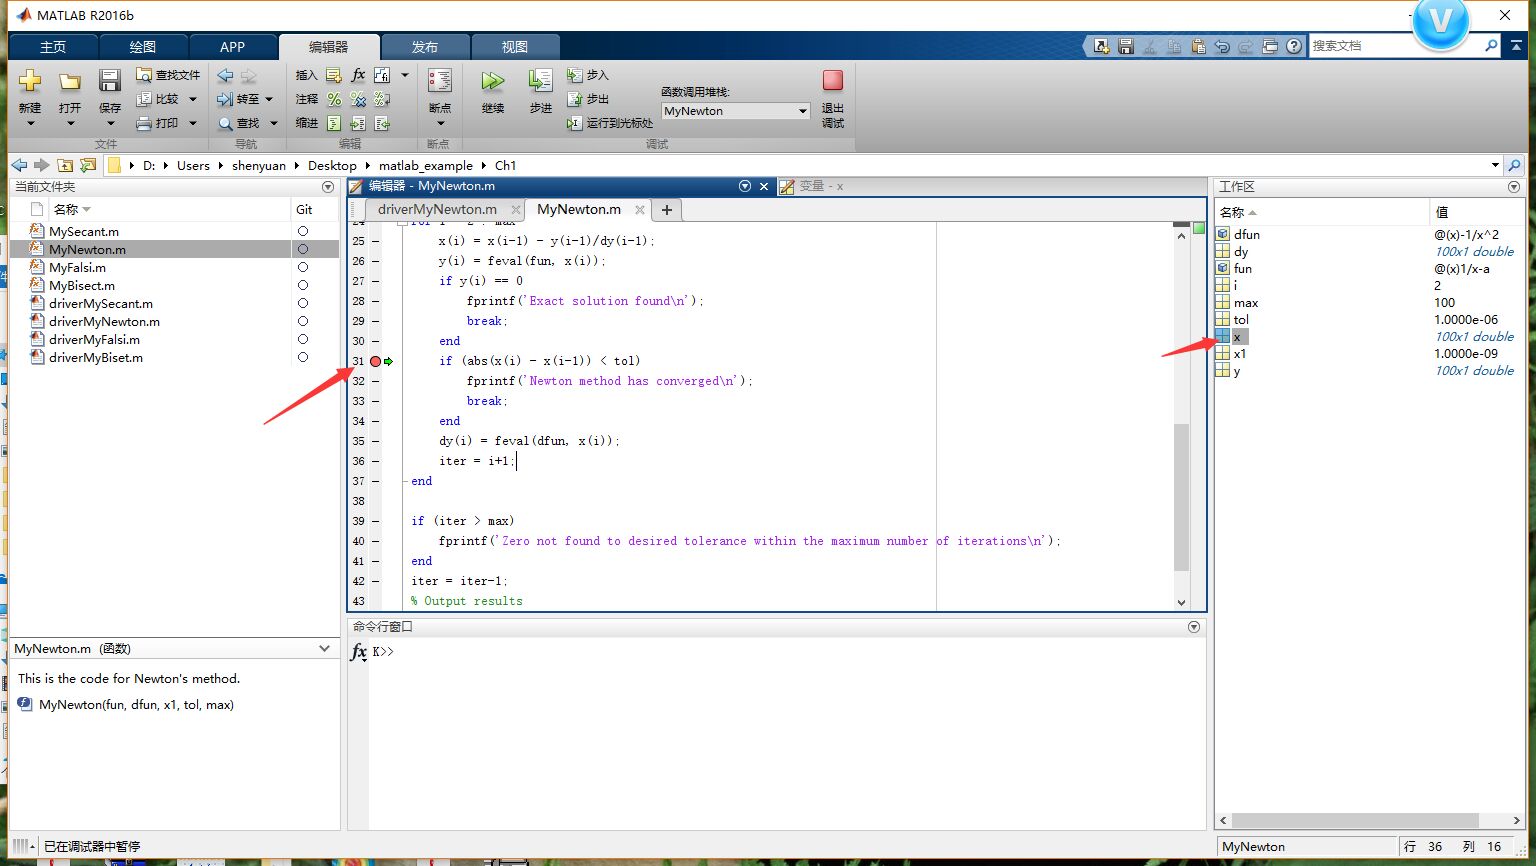 MATLAB R2016b
V
主页 绘图 APP 编辑器 发布 视图
搜索文档
新建 打开 保存 查找文件 比较 打印
文件
转至 查找
导航
插入 fx
注释
缩进
编辑
断点
断点
继续 步进 步入 步出 运行到光标处
函数调用堆栈:
MyNewton
退出
调试
调试
D: Users shenyuan Desktop matlab_example Ch1
当前文件夹
名称 Git
MySecant.m
MyNewton.m
MyFalsi.m
MyBisect.m
driverMySecant.m
driverMyNewton.m
driverMyFalsi.m
driverMyBiset.m
MyNewton.m (函数)
This is the code for Newton's method.
MyNewton(fun, dfun, x1, tol, max)
编辑器 - MyNewton.m 变量 - x
driverMyNewton.m MyNewton.m +
25 – x(i) = x(i-1) - y(i-1)/dy(i-1);
26 – y(i) = feval(fun, x(i));
27 – if y(i) == 0
28 – fprintf('Exact solution found\n');
29 – break;
30 – end
31 if (abs(x(i) - x(i-1)) < tol)
32 – fprintf('Newton method has converged\n');
33 – break;
34 – end
35 – dy(i) = feval(dfun, x(i));
36 – iter = i+1;
37 – end
38
39 – if (iter > max)
40 – fprintf('Zero not found to desired tolerance within the maximum number of iterations\n');
41 – end
42 – iter = iter-1;
43 % Output results
命令行窗口
fx K>>
工作区
名称 值
dfun @(x)-1/x^2
dy 100x1 double
fun @(x)1/x-a
i 2
max 100
tol 1.0000e-06
x 100x1 double
x1 1.0000e-09
y 100x1 double
已在调试器中暂停
MyNewton 行 36 列 16